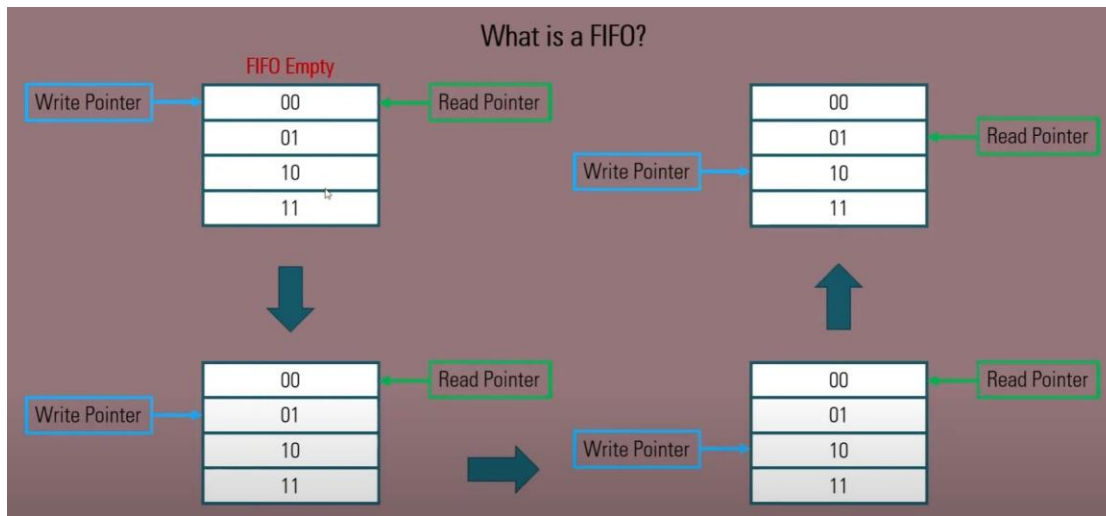 What is a FIFO?
FIFO Empty
Write Pointer
00
01
10
11
Read Pointer
00
01
10
11
Read Pointer
Write Pointer
Write Pointer
00
01
10
11
Read Pointer
00
01
10
11
Read Pointer
Write Pointer